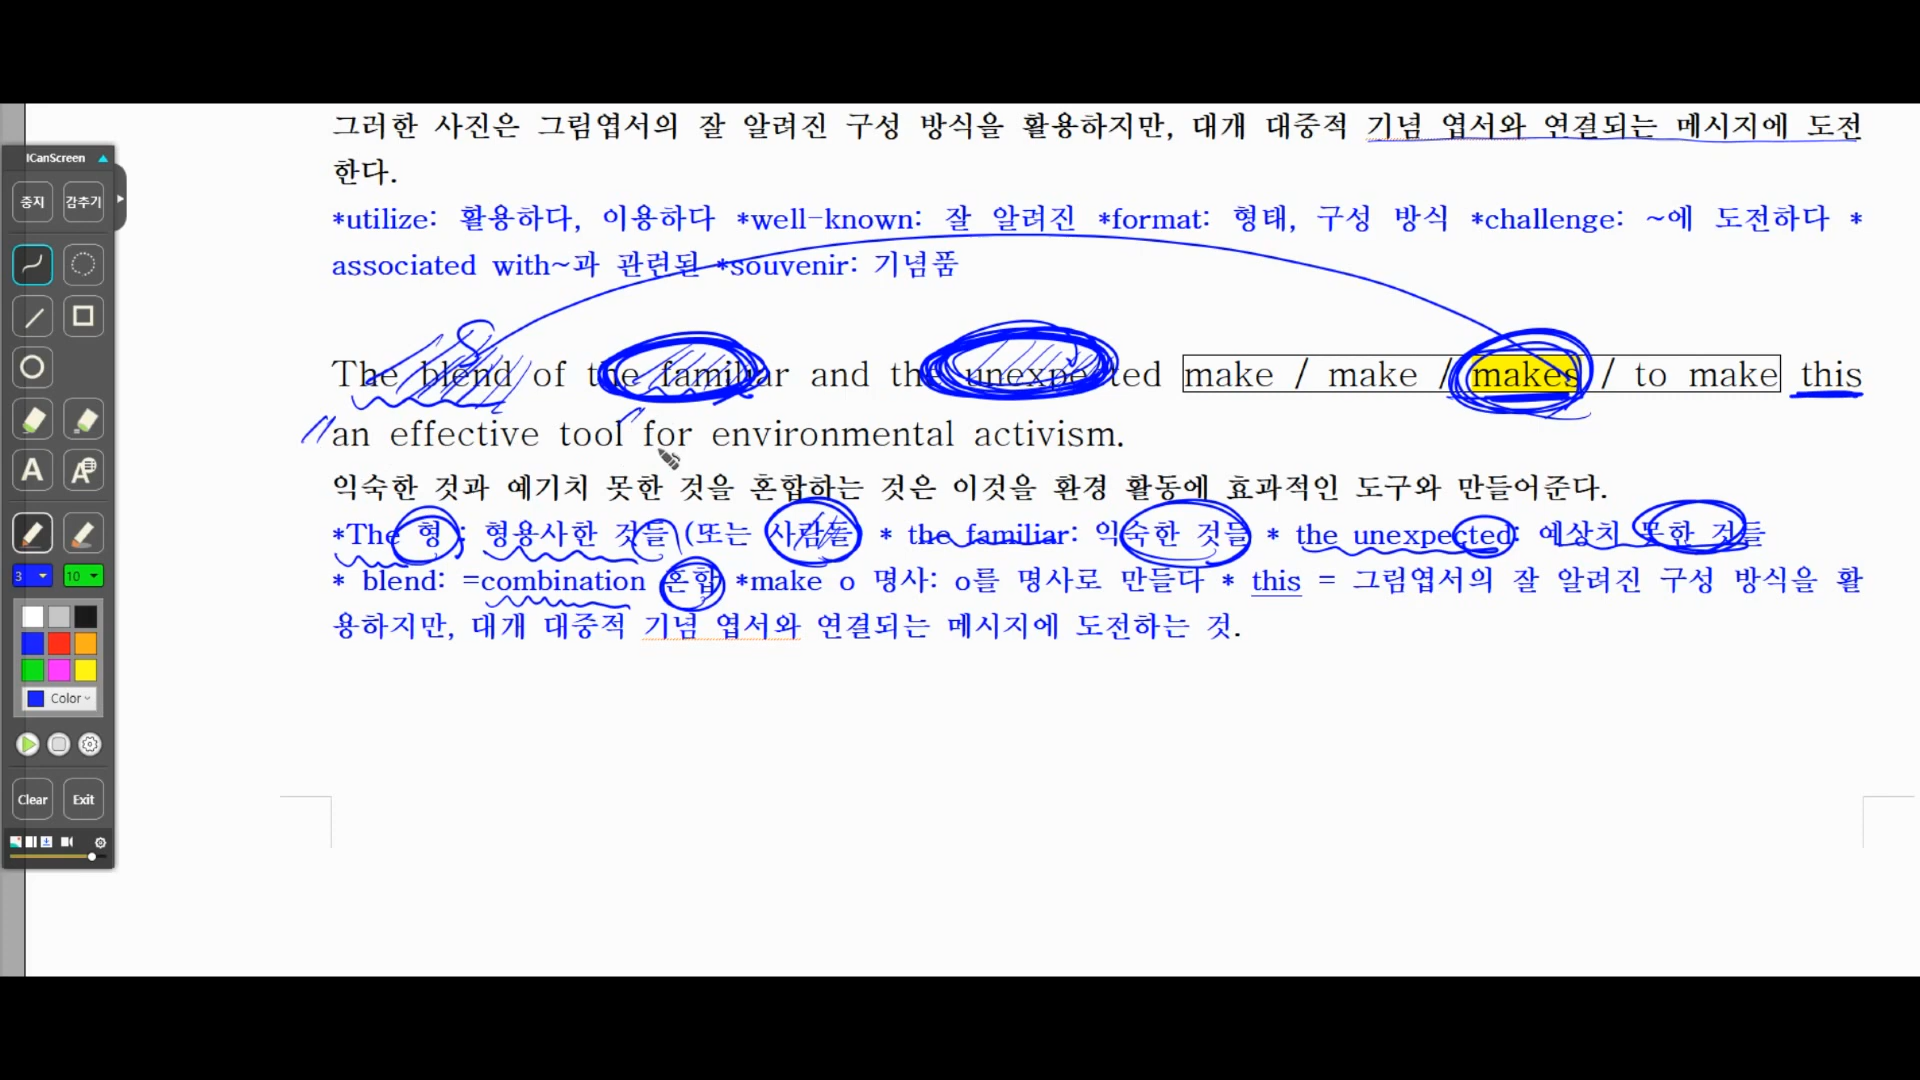 그러한 사진은 그림엽서의 잘 알려진 구성 방식을 활용하지만, 대개 대중적 기념 엽서와 연결되는 메시지에 도전
한다.
*utilize: 활용하다, 이용하다 *well-known: 잘 알려진 *format: 형태, 구성 방식 *challenge: ~에 도전하다 *
associated with~과 관련된 *souvenir: 기념품
S
The blend of the familiar and the unexpected make / make / makes / to make this
an effective tool for environmental activism.
익숙한 것과 예기치 못한 것을 혼합하는 것은 이것을 환경 활동에 효과적인 도구와 만들어준다.
*The 형 : 형용사한 것들 (또는 사람들 * the familiar: 익숙한 것들 * the unexpected: 예상치 못한 것들
* blend: =combination 혼합 *make o 명사: o를 명사로 만들다 * this = 그림엽서의 잘 알려진 구성 방식을 활
용하지만, 대개 대중적 기념 엽서와 연결되는 메시지에 도전하는 것.
ICanScreen
중지 감추기
A A
3 10
Color
Clear Exit